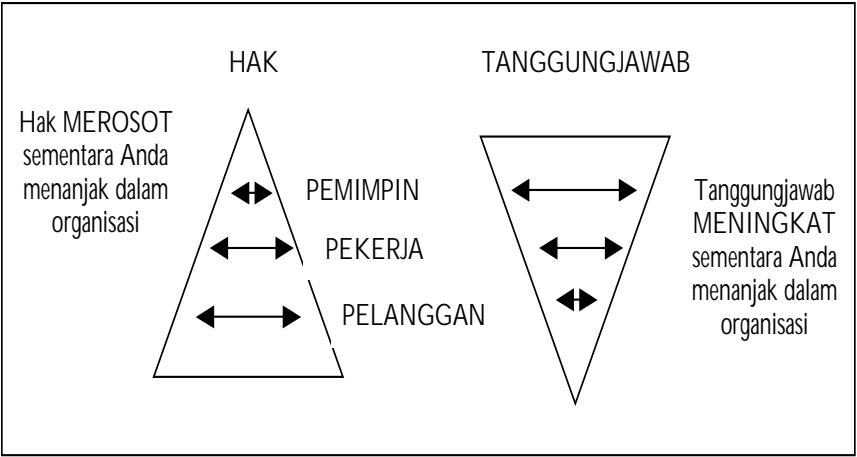 HAK
TANGGUNGJAWAB
Hak MEROSOT
sementara Anda
menanjak dalam
organisasi
PEMIMPIN
PEKERJA
PELANGGAN
Tanggungjawab
MENINGKAT
sementara Anda
menanjak dalam
organisasi